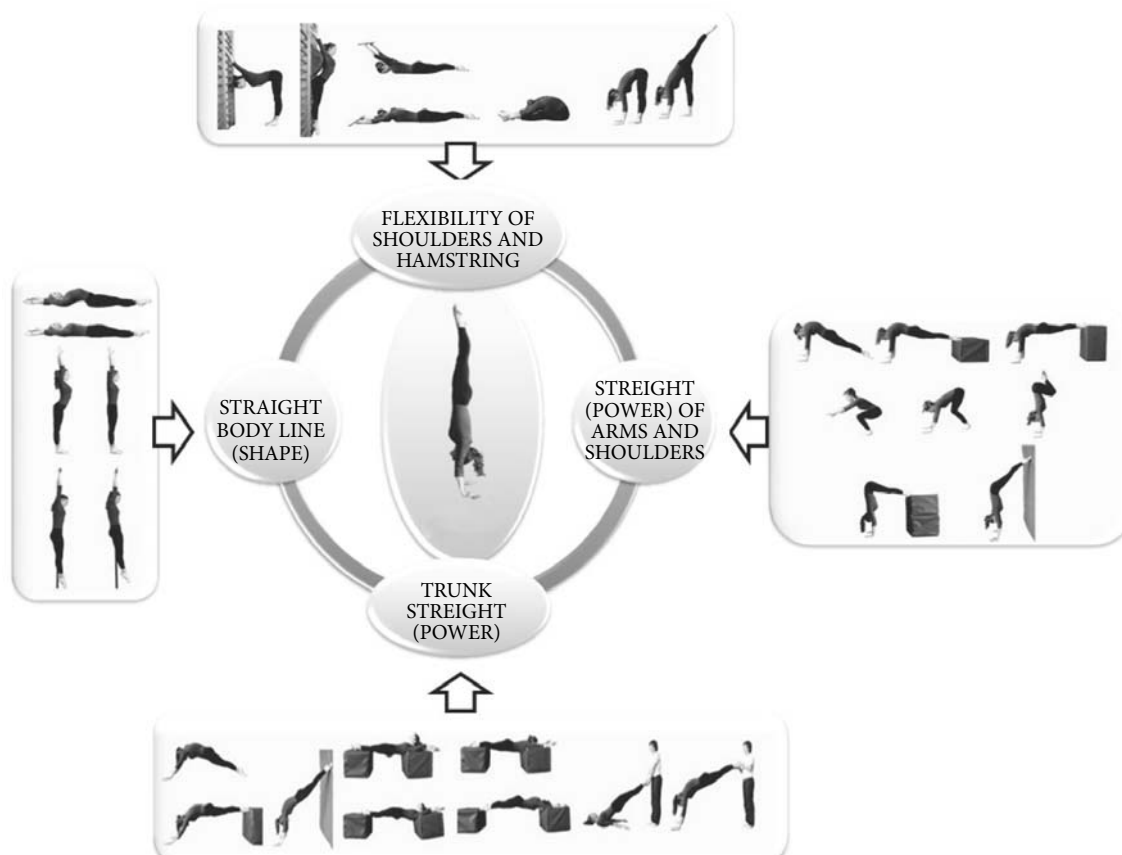 FLEXIBILITY OF
SHOULDERS AND
HAMSTRING
STRAIGHT
BODY LINE
(SHAPE)
STREIGHT
(POWER) OF
ARMS AND
SHOULDERS
TRUNK
STREIGHT
(POWER)